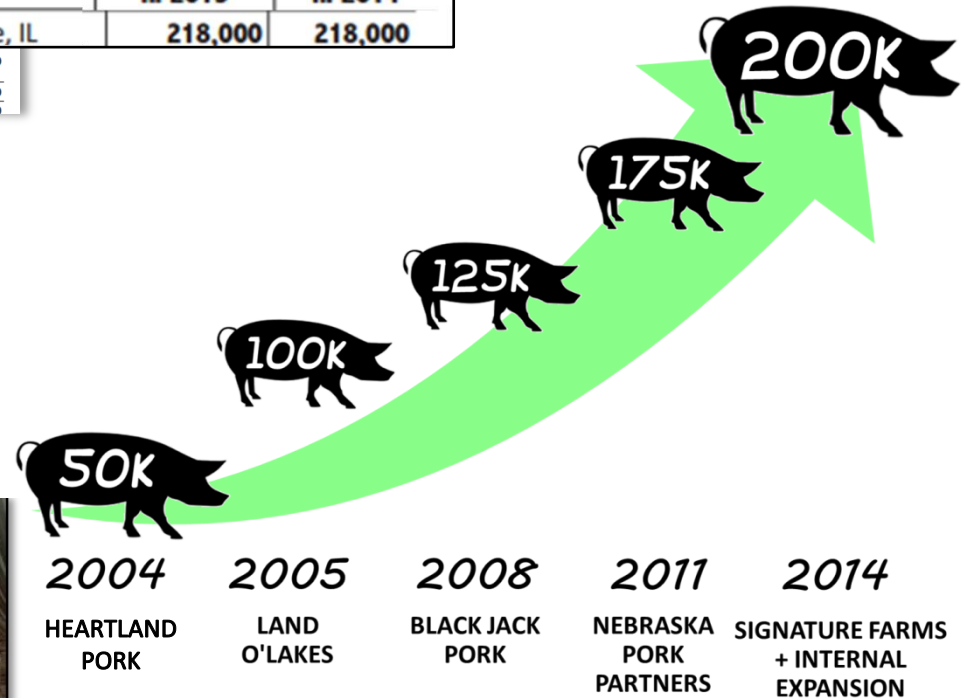 e, IL 218,000 218,000
200K
175K
125K
100K
50K
2004 2005 2008 2011 2014
HEARTLAND
PORK
LAND
O'LAKES
BLACK JACK
PORK
NEBRASKA
PORK
PARTNERS
SIGNATURE FARMS
+ INTERNAL
EXPANSION